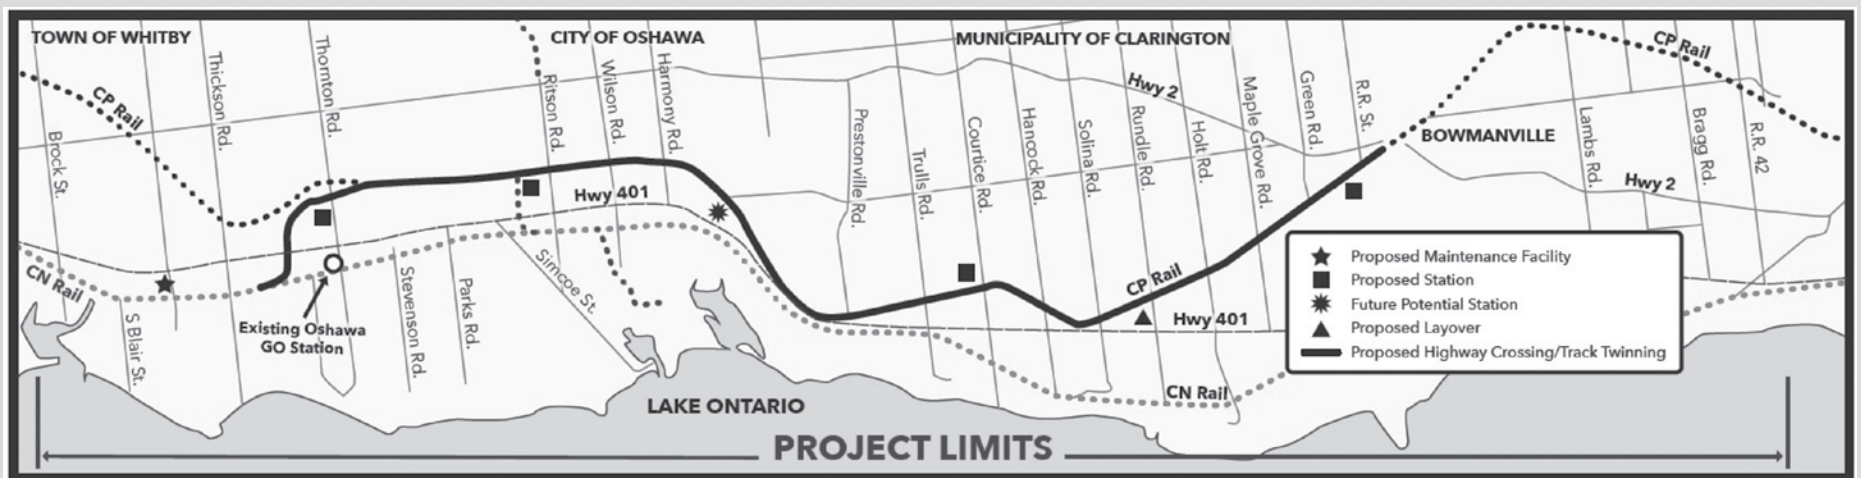 TOWN OF WHITBY
CITY OF OSHAWA
MUNICIPALITY OF CLARINGTON
CP Rail
CP Rail
Thickson Rd.
Thornton Rd.
Ritson Rd.
Wilson Rd.
Harmony Rd.
Hwy 2
Brock St.
Prestonville Rd.
Trulls Rd.
Courtice Rd.
Hancock Rd.
Solina Rd.
Rundle Rd.
Holt Rd.
Maple Grove Rd.
Green Rd.
R.R. St.
BOWMANVILLE
Lambs Rd.
Bragg Rd.
R.R. 42
Hwy 2
Hwy 401
CN Rail
Simcoe St.
Stevenson Rd.
Parks Rd.
CP Rail
Hwy 401
S Blair St.
Existing Oshawa
GO Station
CN Rail
Proposed Maintenance Facility
Proposed Station
Future Potential Station
Proposed Layover
Proposed Highway Crossing/Track Twinning
LAKE ONTARIO
PROJECT LIMITS